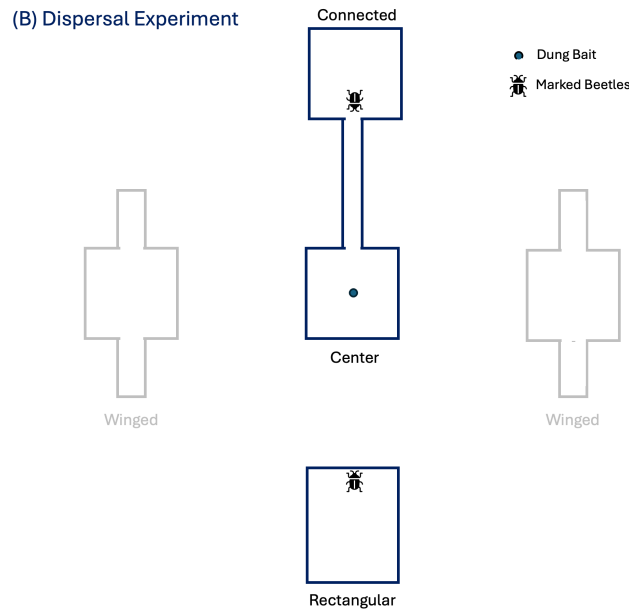 (B) Dispersal Experiment
Connected
Dung Bait
Marked Beetles
Center
Winged
Winged
Rectangular